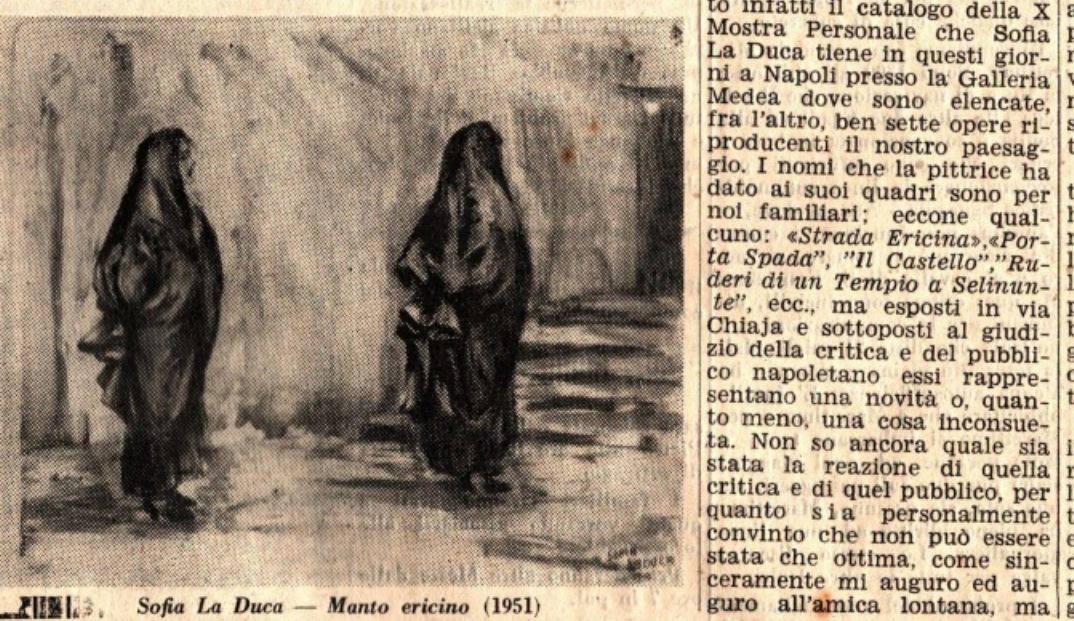 to infatti il catalogo della X
Mostra Personale che Sofia
La Duca tiene in questi gior-
ni a Napoli presso la Galleria
Medea dove sono elencate,
fra l'altro, ben sette opere ri-
producenti il nostro paesag-
gio. I nomi che la pittrice ha
dato ai suoi quadri sono per
noi familiari; eccone qual-
cuno: «Strada Ericina»,«Por-
ta Spada", "Il Castello","Ru-
deri di un Tempio a Selinun-
te", ecc., ma esposti in via
Chiaja e sottoposti al giudi-
zio della critica e del pubbli-
co napoletano essi rappre-
sentano una novità o, quan-
to meno, una cosa inconsue-
ta. Non so ancora quale sia
stata la reazione di quella
critica e di quel pubblico, per
quanto sia personalmente
convinto che non può essere
stata che ottima, come sin-
ceramente mi auguro ed au-
guro all'amica lontana, ma
Sofia La Duca — Manto ericino (1951)